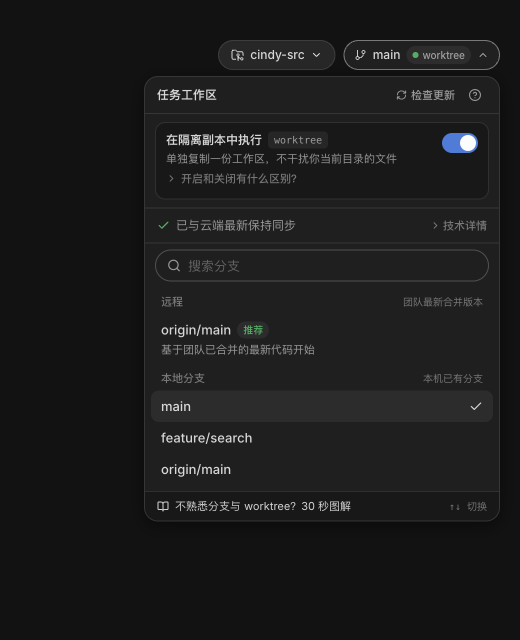 cindy-src
main worktree
任务工作区 检查更新
在隔离副本中执行 worktree
单独复制一份工作区，不干扰你当前目录的文件
开启和关闭有什么区别?
已与云端最新保持同步 技术详情
搜索分支
远程 团队最新合并版本
origin/main 推荐
基于团队已合并的最新代码开始
本地分支 本机已有分支
main
feature/search
origin/main
不熟悉分支与 worktree? 30 秒图解 ↑↓ 切换